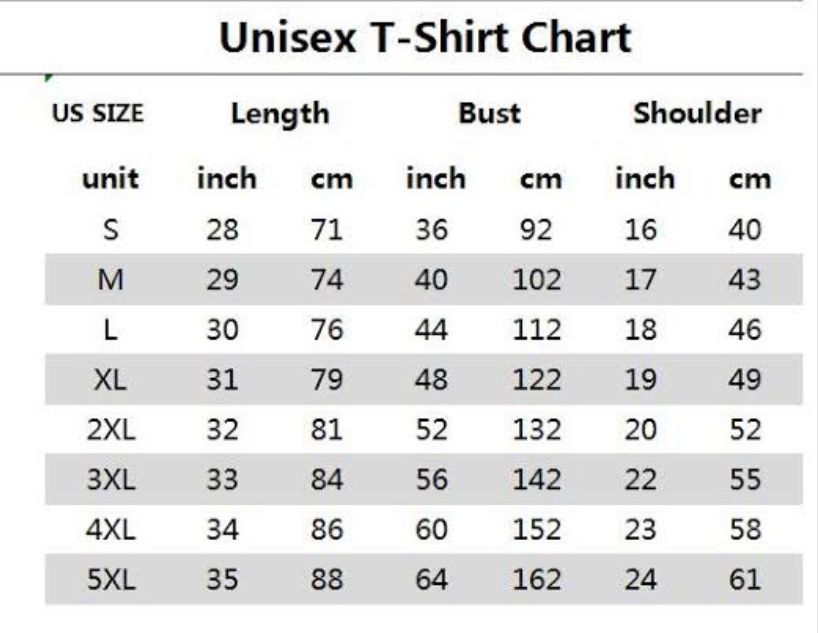 Unisex T-Shirt Chart
US SIZE Length Bust Shoulder
unit inch cm inch cm inch cm
S 28 71 36 92 16 40
M 29 74 40 102 17 43
L 30 76 44 112 18 46
XL 31 79 48 122 19 49
2XL 32 81 52 132 20 52
3XL 33 84 56 142 22 55
4XL 34 86 60 152 23 58
5XL 35 88 64 162 24 61